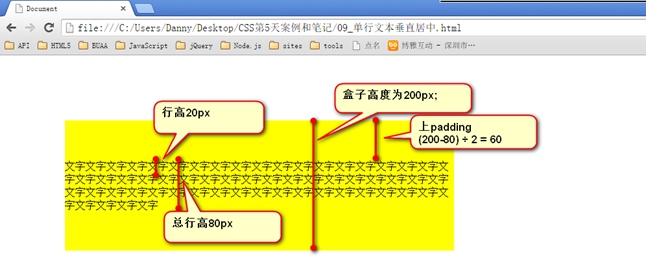 Document
file:///C:/Users/Danny/Desktop/CSS第5天案例和笔记/09_单行文本垂直居中.html
API HTML5 BUAA JavaScript jQuery Node.js sites tools 点名 博雅互动 - 深圳市…
盒子高度为200px;
行高20px
上padding
(200-80) ÷ 2 = 60
文字文字文字文字文字文字文字文字文字文字文字文字文字文字文字文字文字文字文字文字文字
文字文字文字文字文字文字文字文字文字文字文字文字文字文字文字文字文字文字文字文字文字
文字文字文字文字文字文字文字文字文字文字文字文字文字文字文字文字文字文字文字文字文字
文字文字文字文字文字
总行高80px